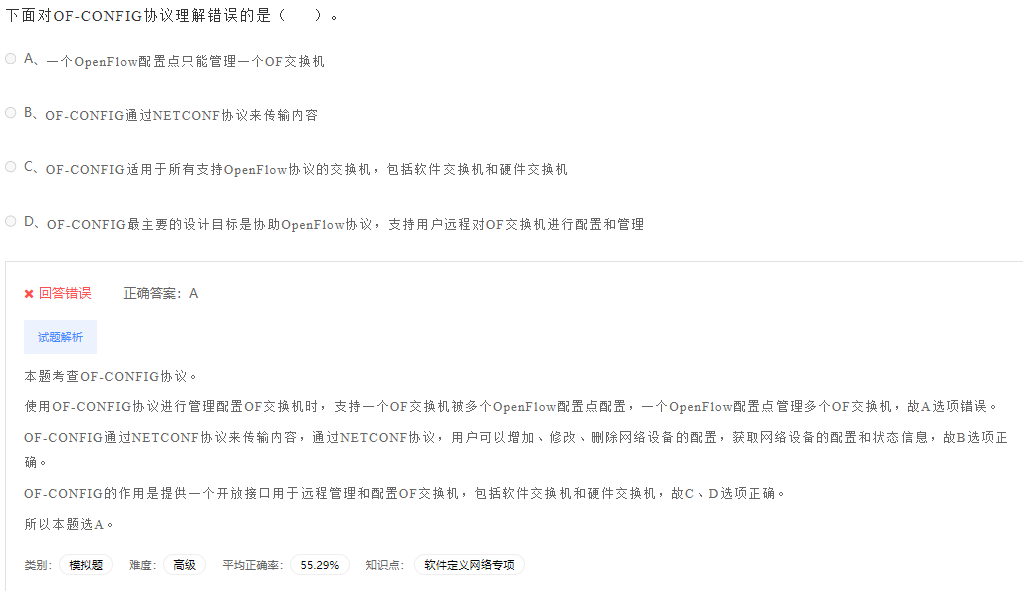 下面对OF-CONFIG协议理解错误的是（　　）。
A、一个OpenFlow配置点只能管理一个OF交换机
B、OF-CONFIG通过NETCONF协议来传输内容
C、OF-CONFIG适用于所有支持OpenFlow协议的交换机，包括软件交换机和硬件交换机
D、OF-CONFIG最主要的设计目标是协助OpenFlow协议，支持用户远程对OF交换机进行配置和管理
✖ 回答错误 正确答案：A
试题解析
本题考查OF-CONFIG协议。
使用OF-CONFIG协议进行管理配置OF交换机时，支持一个OF交换机被多个OpenFlow配置点配置，一个OpenFlow配置点管理多个OF交换机，故A选项错误。
OF-CONFIG通过NETCONF协议来传输内容，通过NETCONF协议，用户可以增加、修改、删除网络设备的配置，获取网络设备的配置和状态信息，故B选项正
确。
OF-CONFIG的作用是提供一个开放接口用于远程管理和配置OF交换机，包括软件交换机和硬件交换机，故C、D选项正确。
所以本题选A。
类别： 模拟题 难度： 高级 平均正确率： 55.29% 知识点： 软件定义网络专项